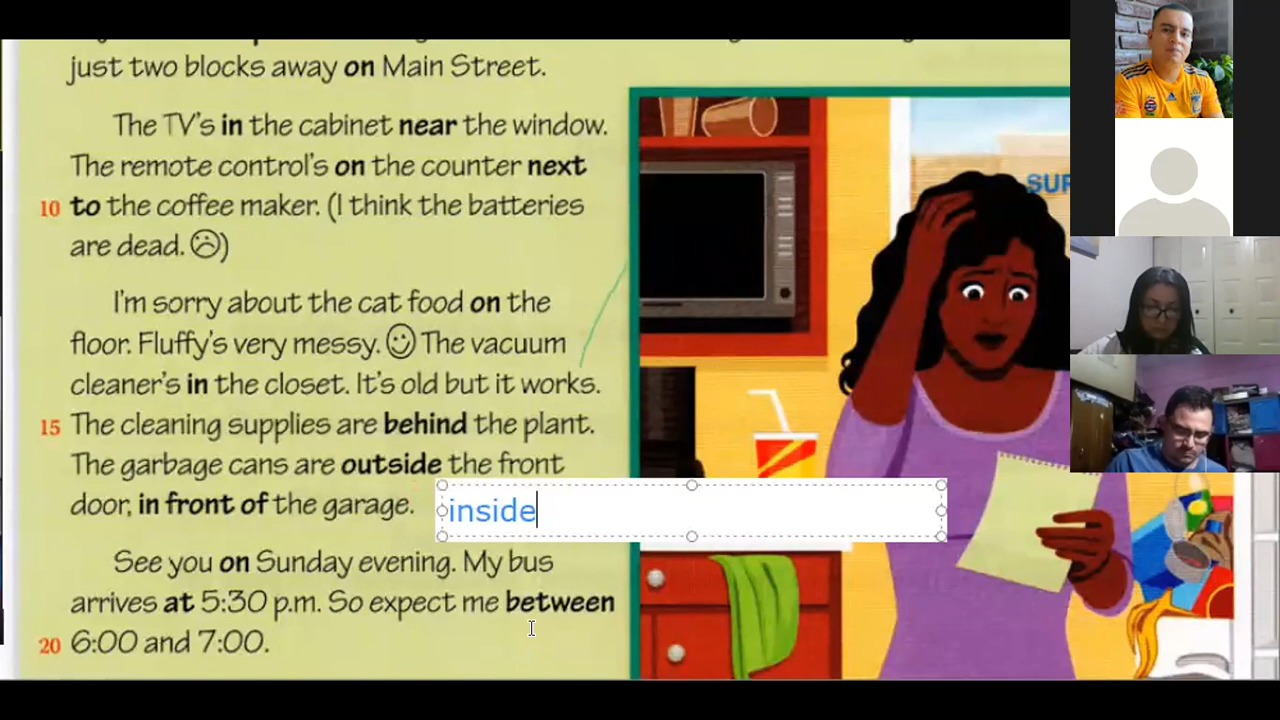 just two blocks away on Main Street.
The TV's in the cabinet near the window.
The remote control's on the counter next
10 to the coffee maker. (I think the batteries
are dead. ☹)
I'm sorry about the cat food on the
floor. Fluffy's very messy. ☺ The vacuum
cleaner's in the closet. It's old but it works.
15 The cleaning supplies are behind the plant.
The garbage cans are outside the front
door, in front of the garage.
inside
See you on Sunday evening. My bus
arrives at 5:30 p.m. So expect me between
20 6:00 and 7:00.
SUP